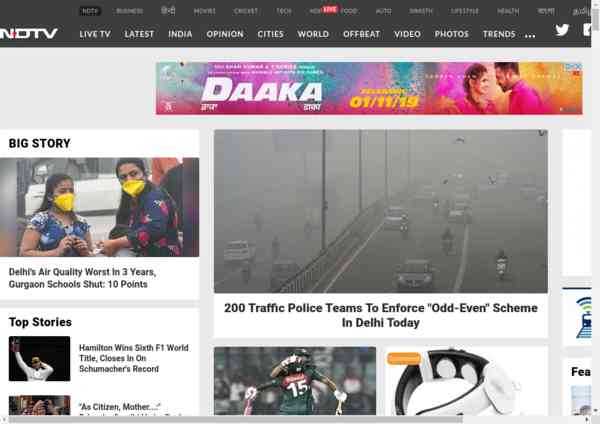 NDTV BUSINESS हिन्दी MOVIES CRICKET TECH HOP LIVE FOOD AUTO SWASTH LIFESTYLE HEALTH বাংলা தமிழ்
NDTV LIVE TV LATEST INDIA OPINION CITIES WORLD OFFBEAT VIDEO PHOTOS TRENDS ...
DAAKA
ਡਾਕਾ
ڈاکا
RELEASING
01/11/19
BIG STORY
Delhi's Air Quality Worst In 3 Years,
Gurgaon Schools Shut: 10 Points
200 Traffic Police Teams To Enforce "Odd-Even" Scheme
In Delhi Today
Top Stories
Hamilton Wins Sixth F1 World
Title, Closes In On
Schumacher's Record
"As Citizen, Mother...:"
15
Sponsored
Fea